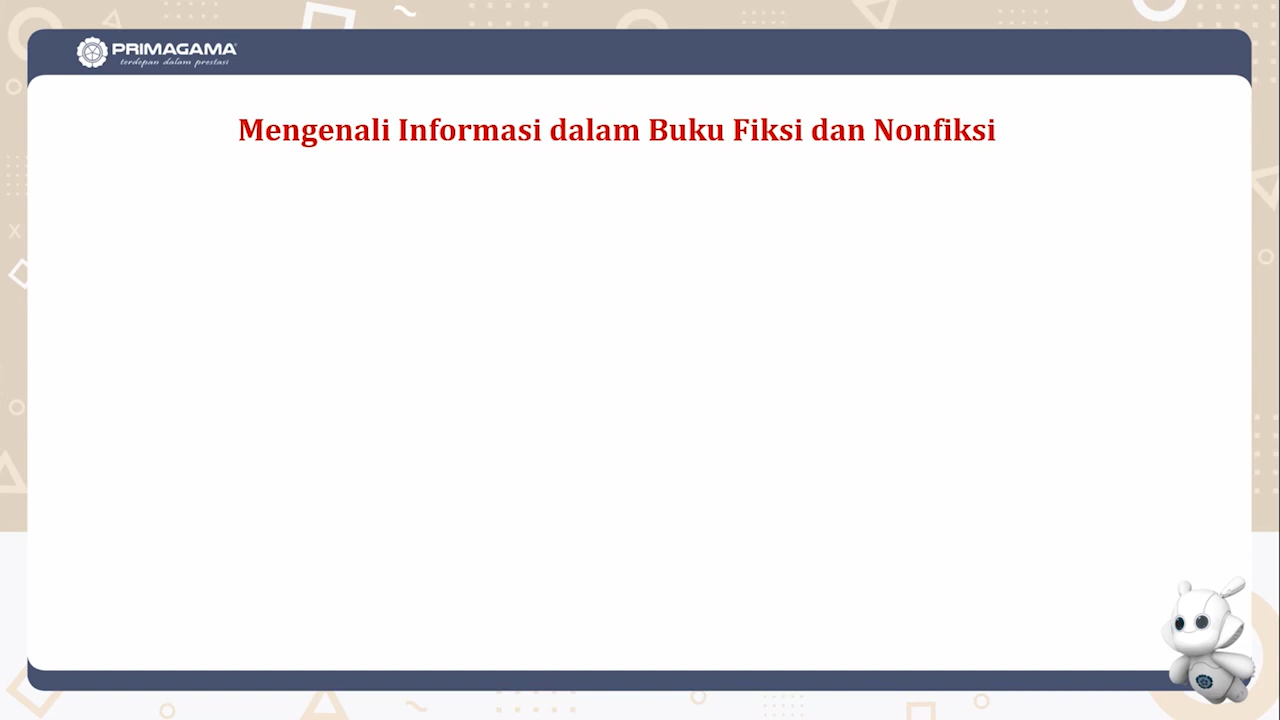 PRIMAGAMA
terdepan dalam prestasi
Mengenali Informasi dalam Buku Fiksi dan Nonfiksi